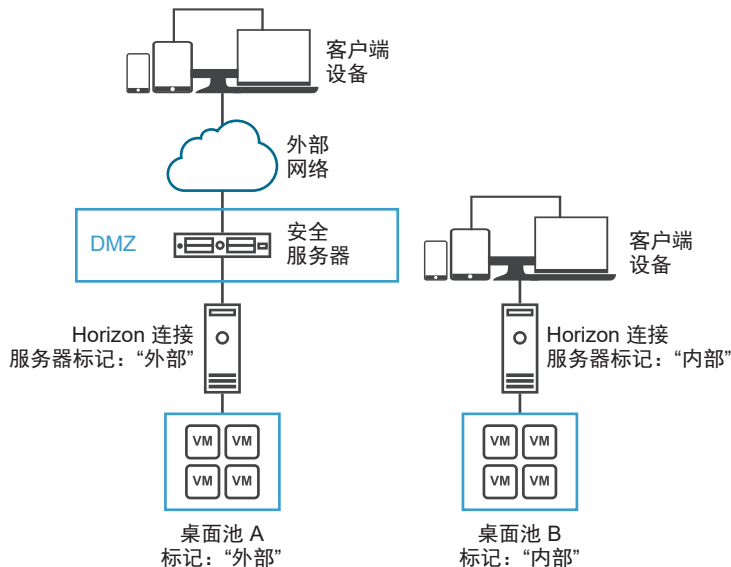 客户端
设备
外部
网络
DMZ
安全
服务器
客户端
设备
Horizon 连接
服务器标记：“外部”
Horizon 连接
服务器标记：“内部”
VM VM
VM VM
VM VM
VM VM
桌面池 A
标记：“外部”
桌面池 B
标记：“内部”